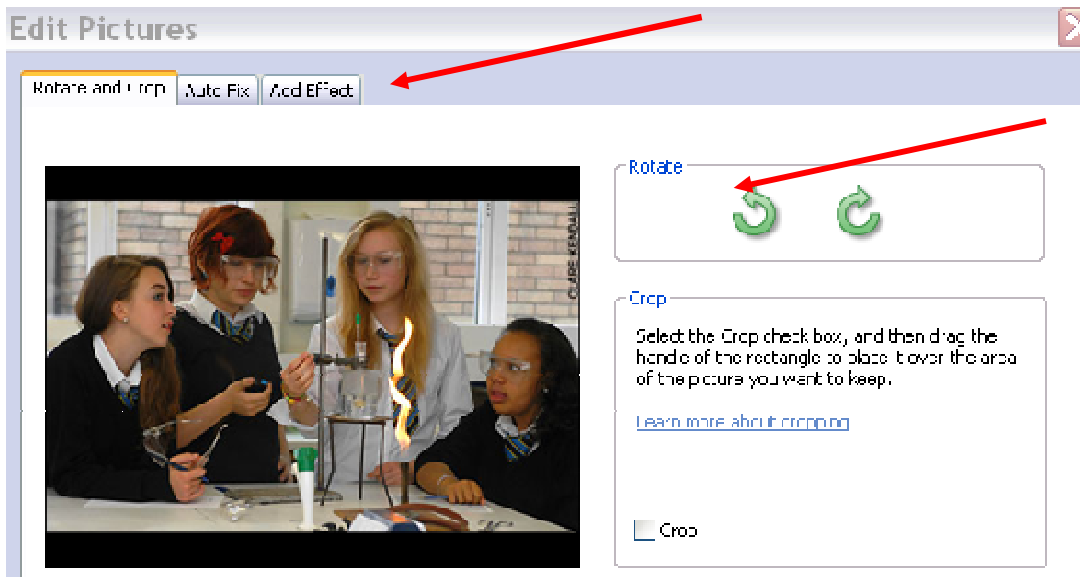 Edit Pictures
Rotate and Crop
Auto Fix
Add Effect
Rotate
CLARE KENDALL
Crop
Select the Crop check box, and then drag the
handle of the rectangle to place it over the area
of the picture you want to keep.
Learn more about cropping
Crop